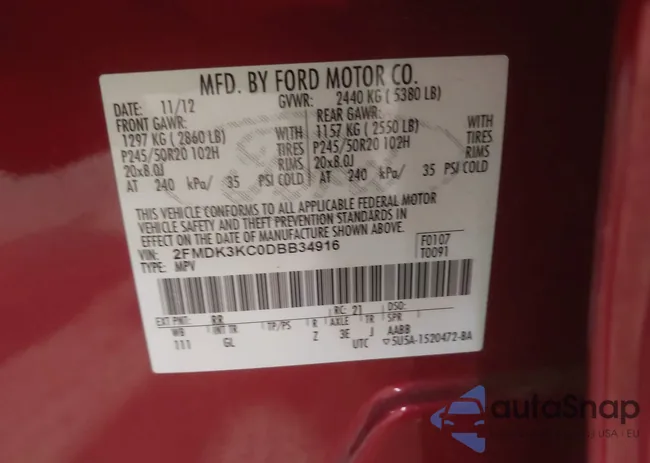 MFD. BY FORD MOTOR CO.
DATE: 11/12 GVWR: 2440 KG ( 5380 LB)
FRONT GAWR: REAR GAWR:
1297 KG ( 2860 LB) WITH 1157 KG ( 2550 LB) WITH
P245/50R20 102H TIRES P245/50R20 102H TIRES
20x8.0J RIMS 20x8.0J RIMS
AT 240 kPa/ 35 PSI COLD AT 240 kPa/ 35 PSI COLD
THIS VEHICLE CONFORMS TO ALL APPLICABLE FEDERAL MOTOR
VEHICLE SAFETY AND THEFT PREVENTION STANDARDS IN
EFFECT ON THE DATE OF MANUFACTURE SHOWN ABOVE.
VIN: 2FMDK3KC0DBB34916 F0107
TYPE: MPV T0091
EXT PNT: RR RC: 21 DSO:
WB INT TR TP/PS R AXLE TR SPR
111 GL Z 3E J AABB
UTC ▽5U5A-1520472-BA
autoSnap
/ USA - EU